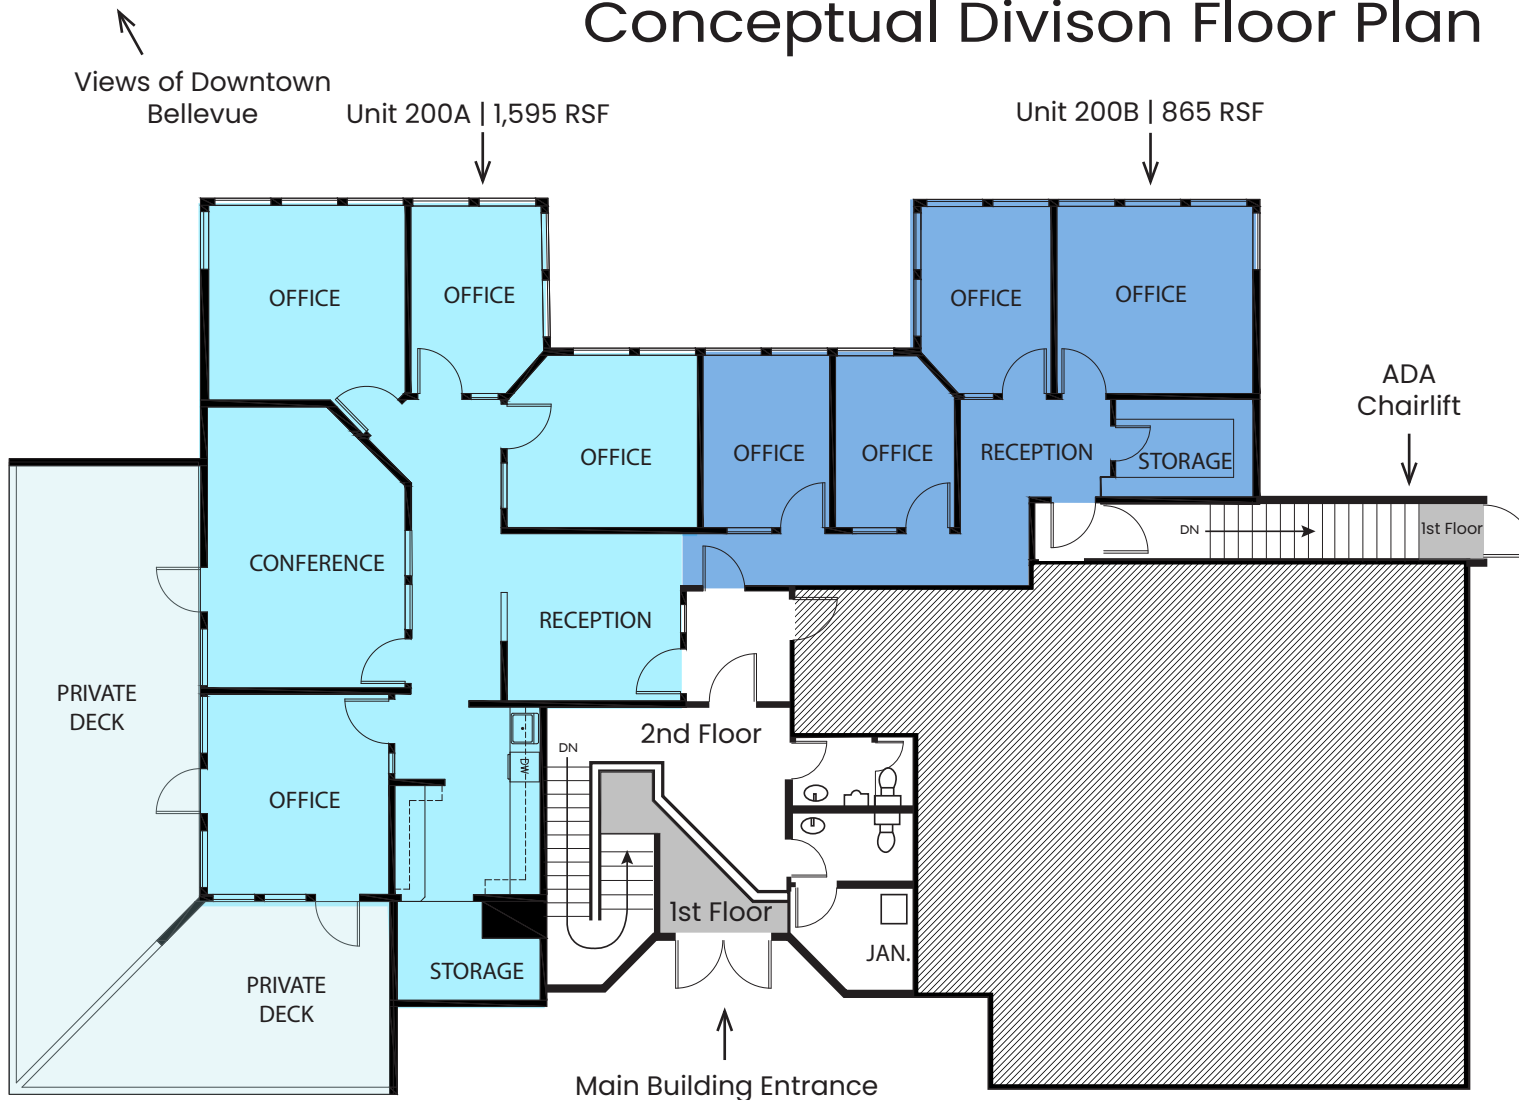 Conceptual Divison Floor Plan
Views of Downtown
Bellevue
Unit 200A | 1,595 RSF
Unit 200B | 865 RSF
OFFICE
OFFICE
OFFICE
OFFICE
ADA
Chairlift
OFFICE
OFFICE
OFFICE
RECEPTION
STORAGE
DN
1st Floor
CONFERENCE
RECEPTION
PRIVATE
DECK
2nd Floor
DN
DW
OFFICE
1st Floor
JAN.
STORAGE
PRIVATE
DECK
Main Building Entrance